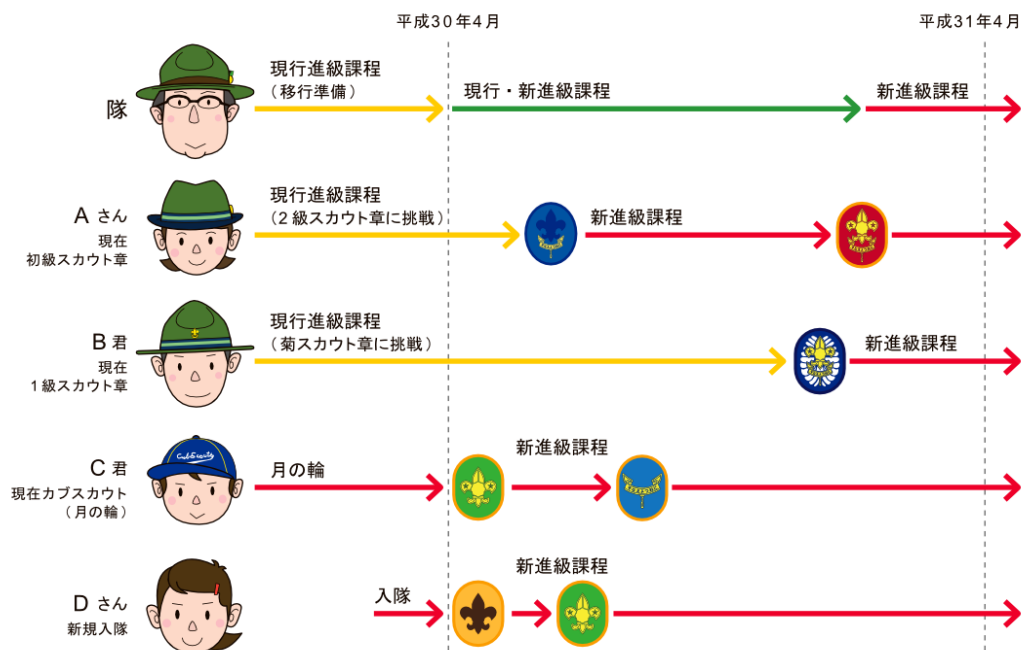 平成30年4月
平成31年4月
隊
現行進級課程
（移行準備）
現行・新進級課程
新進級課程
Aさん
現在
初級スカウト章
現行進級課程
（2級スカウト章に挑戦）
新進級課程
B君
現在
1級スカウト章
現行進級課程
（菊スカウト章に挑戦）
新進級課程
C君
現在カブスカウト
（月の輪）
月の輪
新進級課程
Dさん
新規入隊
入隊
新進級課程